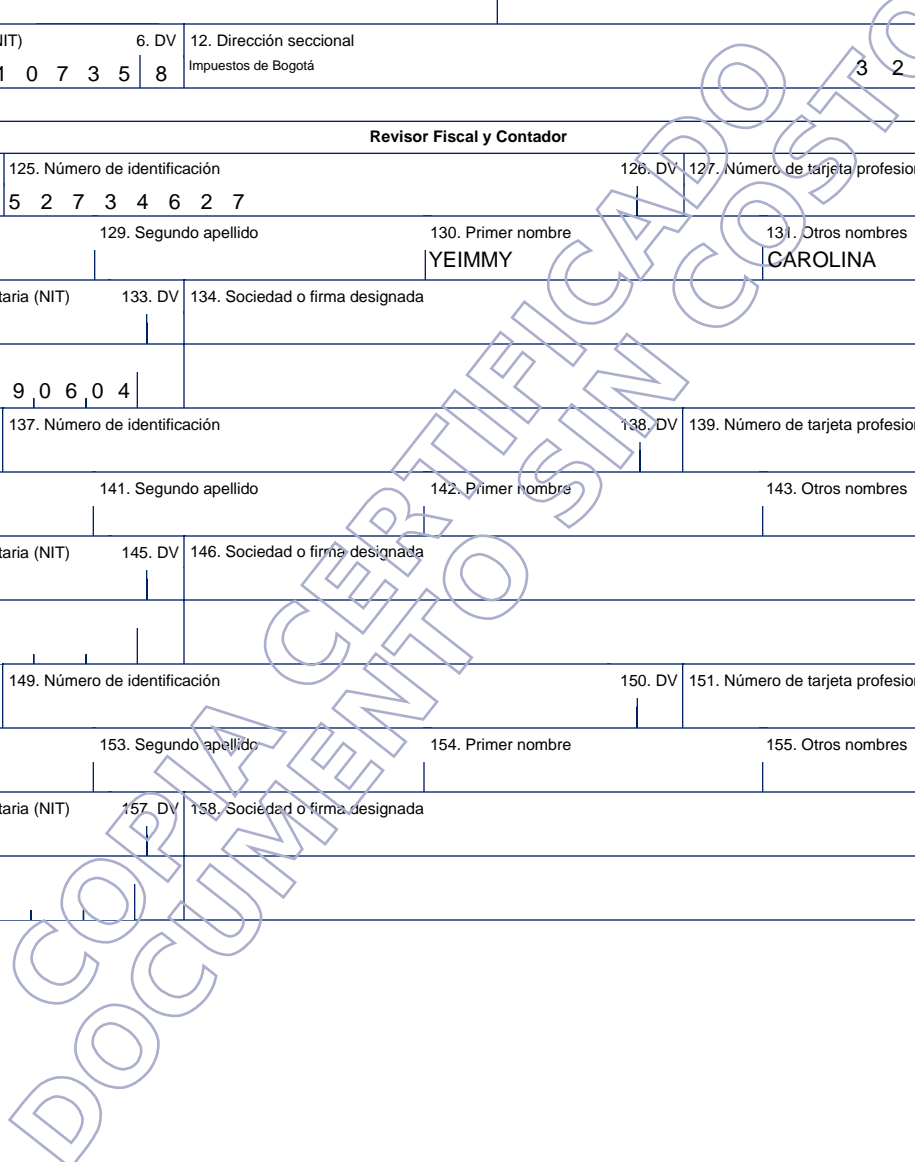 NIT) 6. DV 12. Dirección seccional
1 0 7 3 5 8 Impuestos de Bogotá 3 2
Revisor Fiscal y Contador
125. Número de identificación 126. DV 127. Número de tarjeta profesion
5 2 7 3 4 6 2 7
129. Segundo apellido 130. Primer nombre 131. Otros nombres
YEIMMY CAROLINA
taria (NIT) 133. DV 134. Sociedad o firma designada
9 0 6 0 4
137. Número de identificación 138. DV 139. Número de tarjeta profesion
141. Segundo apellido 142. Primer nombre 143. Otros nombres
taria (NIT) 145. DV 146. Sociedad o firma designada
149. Número de identificación 150. DV 151. Número de tarjeta profesion
153. Segundo apellido 154. Primer nombre 155. Otros nombres
taria (NIT) 157. DV 158. Sociedad o firma designada
COPIA CERTIFICADO
DOCUMENTO SIN COSTO